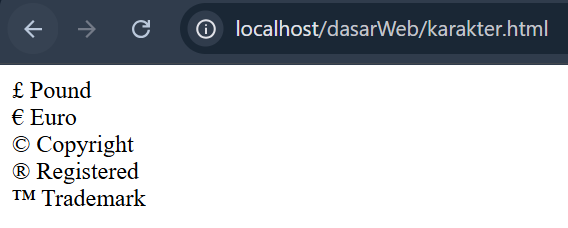 localhost/dasarWeb/karakter.html
£ Pound
€ Euro
© Copyright
® Registered
™ Trademark